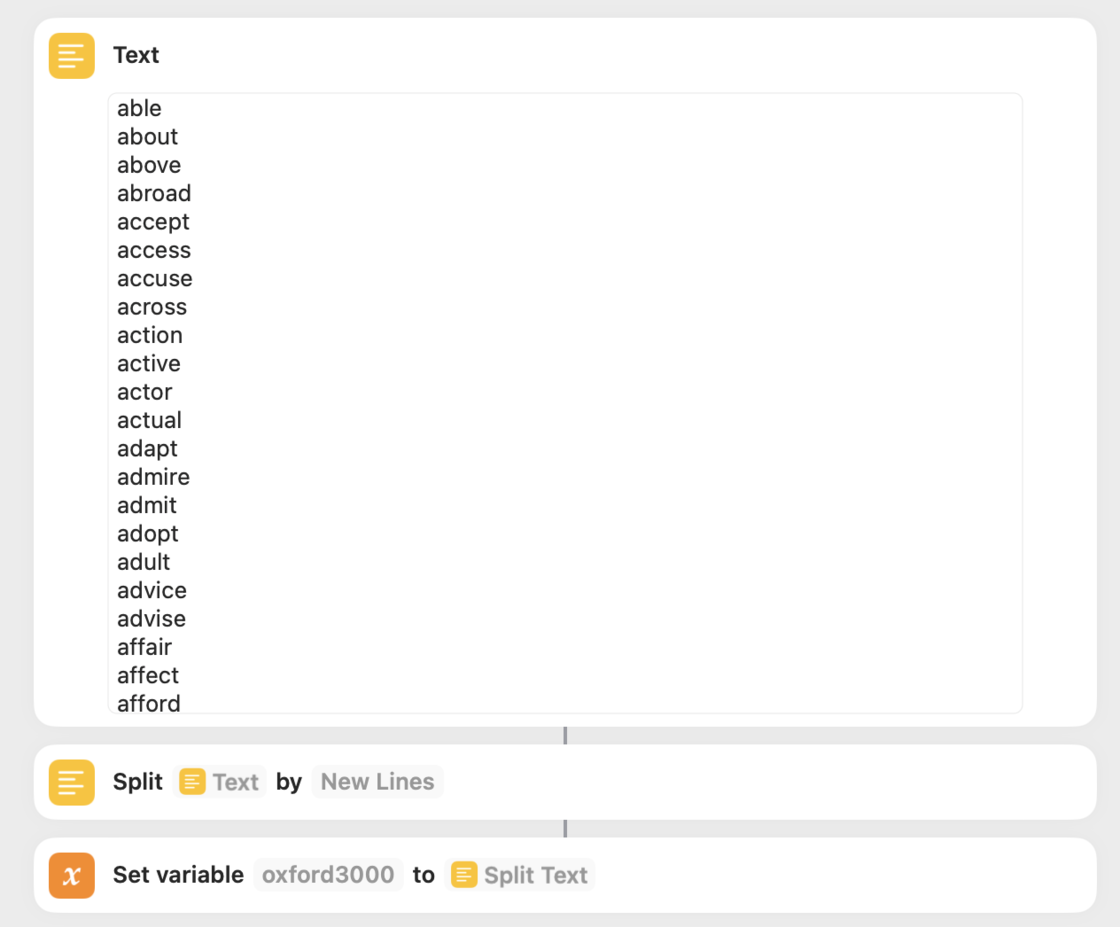 Text
able
about
above
abroad
accept
access
accuse
across
action
active
actor
actual
adapt
admire
admit
adopt
adult
advice
advise
affair
affect
afford
Split Text by New Lines
x Set variable oxford3000 to Split Text